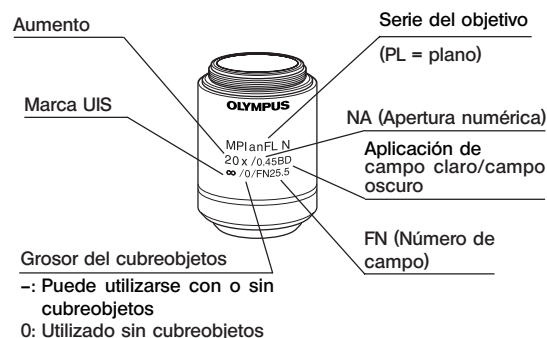 Aumento
Serie del objetivo
(PL = plano)
Marca UIS
OLYMPUS
NA (Apertura numérica)
MPlanFL N
20x/0.45BD
∞/0/FN25.5
Aplicación de
campo claro/campo
oscuro
FN (Número de
campo)
Grosor del cubreobjetos
–: Puede utilizarse con o sin
cubreobjetos
0: Utilizado sin cubreobjetos